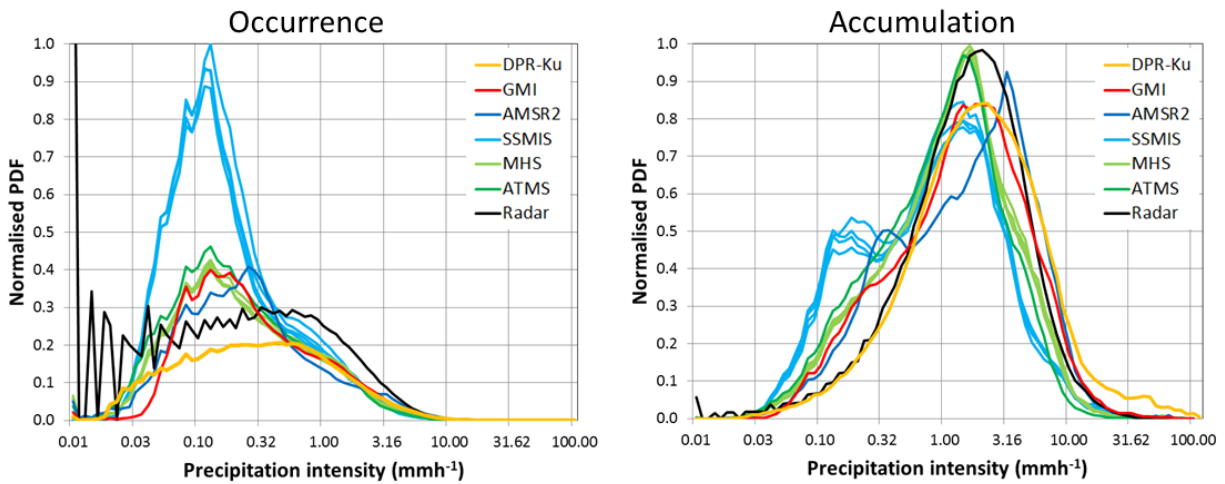 Occurrence
Normalised PDF
1.0
0.9
0.8
0.7
0.6
0.5
0.4
0.3
0.2
0.1
0.0
DPR-Ku
GMI
AMSR2
SSMIS
MHS
ATMS
Radar
0.01 0.03 0.10 0.32 1.00 3.16 10.00 31.62 100.00
Precipitation intensity (mmh⁻¹)
Accumulation
Normalised PDF
1.0
0.9
0.8
0.7
0.6
0.5
0.4
0.3
0.2
0.1
0.0
DPR-Ku
GMI
AMSR2
SSMIS
MHS
ATMS
Radar
0.01 0.03 0.10 0.32 1.00 3.16 10.00 31.62 100.00
Precipitation intensity (mmh⁻¹)